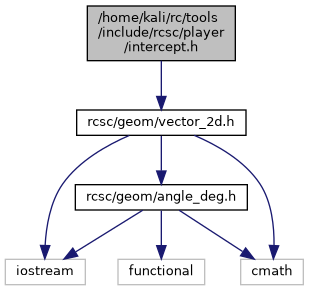 /home/kali/rc/tools
/include/rcsc/player
/intercept.h
rcsc/geom/vector_2d.h
rcsc/geom/angle_deg.h
iostream
functional
cmath